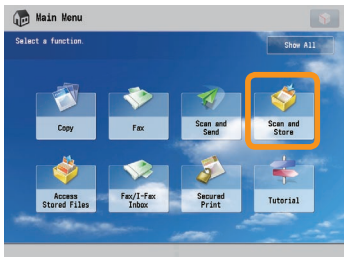 Main Menu
Select a function.
Show All
Copy
Fax
Scan and
Send
Scan and
Store
Access
Stored Files
Fax/I-Fax
Inbox
Secured
Print
Tutorial